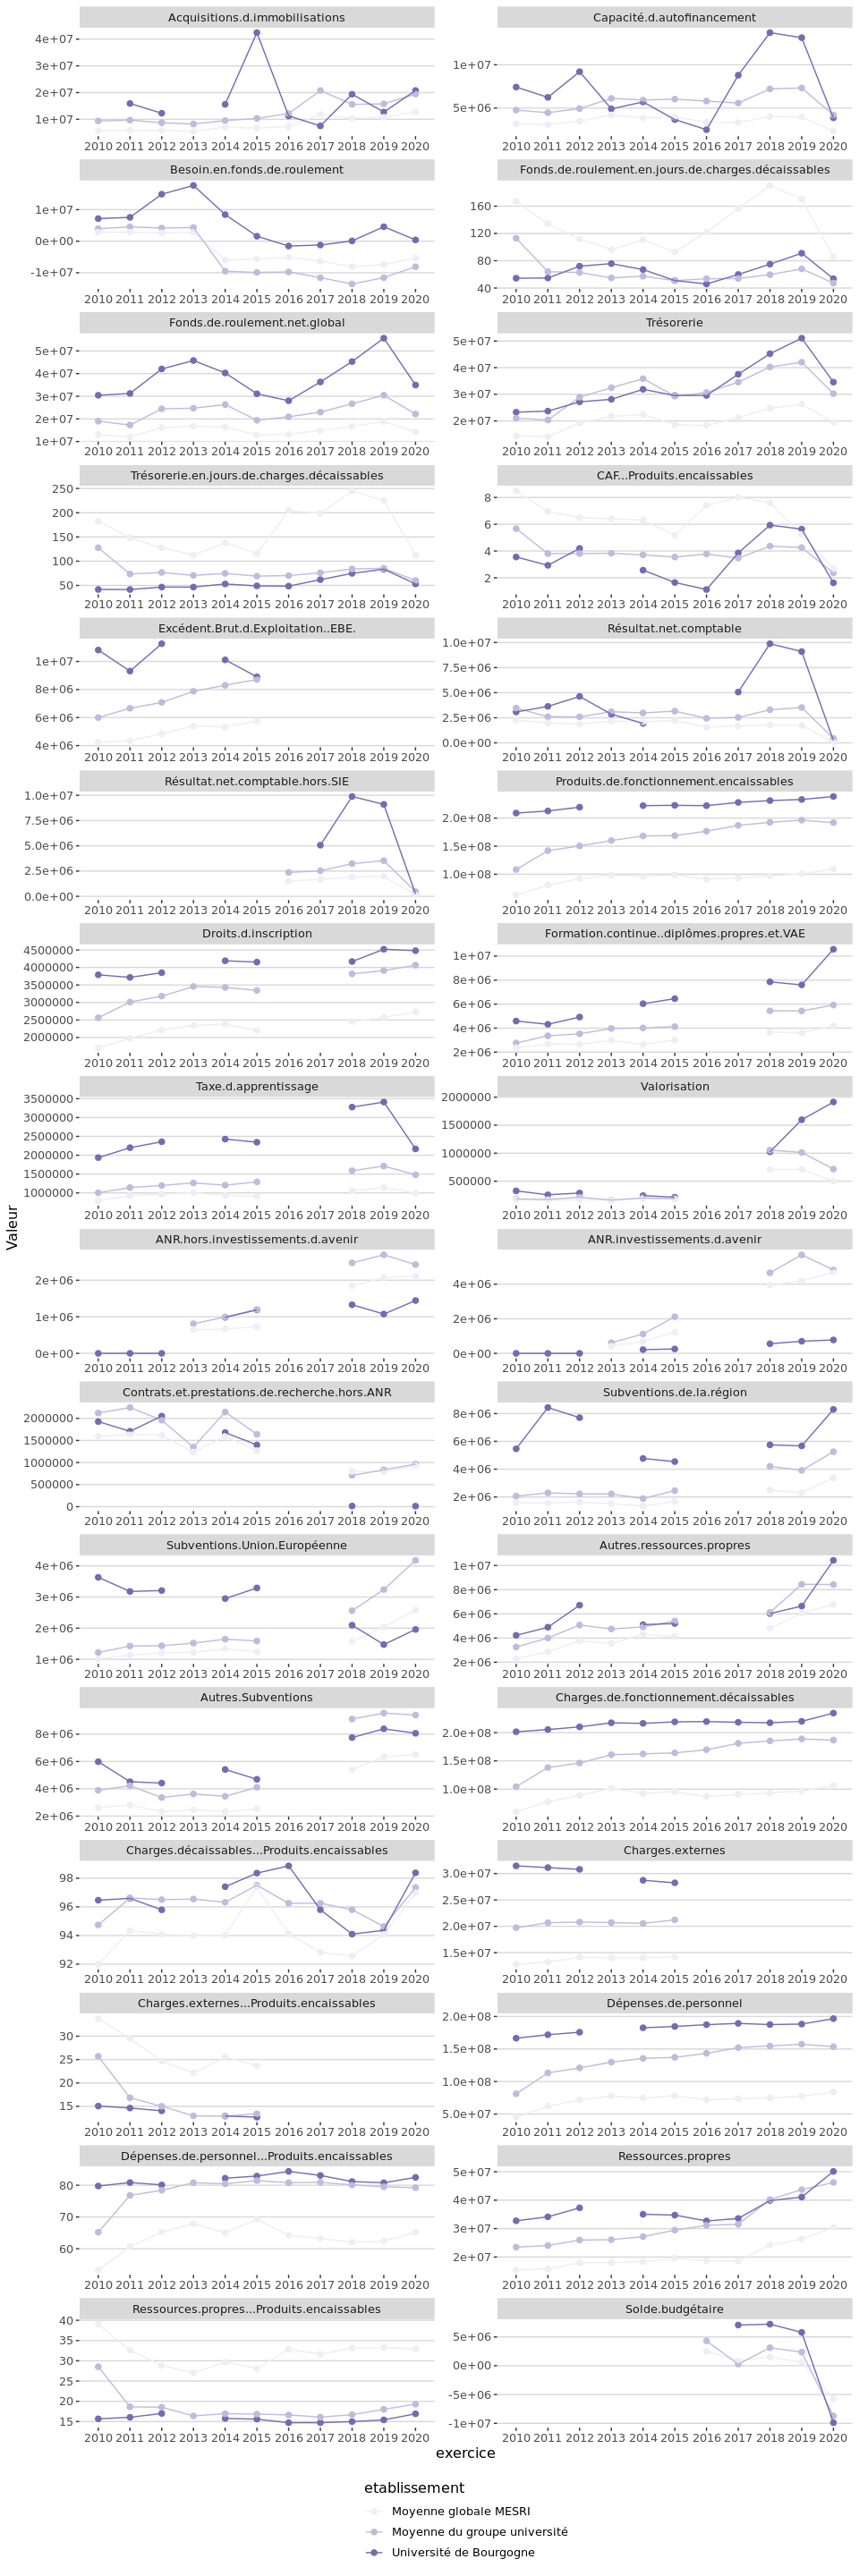 Acquisitions.d.immobilisations
4e+07
3e+07
2e+07
1e+07
2010 2011 2012 2013 2014 2015 2016 2017 2018 2019 2020
Capacité.d.autofinancement
1e+07
5e+06
2010 2011 2012 2013 2014 2015 2016 2017 2018 2019 2020
Besoin.en.fonds.de.roulement
1e+07
0e+00
-1e+07
2010 2011 2012 2013 2014 2015 2016 2017 2018 2019 2020
Fonds.de.roulement.en.jours.de.charges.décaissables
160
120
80
40
2010 2011 2012 2013 2014 2015 2016 2017 2018 2019 2020
Fonds.de.roulement.net.global
5e+07
4e+07
3e+07
2e+07
1e+07
2010 2011 2012 2013 2014 2015 2016 2017 2018 2019 2020
Trésorerie
5e+07
4e+07
3e+07
2e+07
2010 2011 2012 2013 2014 2015 2016 2017 2018 2019 2020
Trésorerie.en.jours.de.charges.décaissables
250
200
150
100
50
2010 2011 2012 2013 2014 2015 2016 2017 2018 2019 2020
CAF...Produits.encaissables
8
6
4
2
2010 2011 2012 2013 2014 2015 2016 2017 2018 2019 2020
Excédent.Brut.d.Exploitation..EBE.
1e+07
8e+06
6e+06
4e+06
2010 2011 2012 2013 2014 2015 2016 2017 2018 2019 2020
Résultat.net.comptable
1.0e+07
7.5e+06
5.0e+06
2.5e+06
0.0e+00
2010 2011 2012 2013 2014 2015 2016 2017 2018 2019 2020
Résultat.net.comptable.hors.SIE
1.0e+07
7.5e+06
5.0e+06
2.5e+06
0.0e+00
2010 2011 2012 2013 2014 2015 2016 2017 2018 2019 2020
Produits.de.fonctionnement.encaissables
2.0e+08
1.5e+08
1.0e+08
2010 2011 2012 2013 2014 2015 2016 2017 2018 2019 2020
Droits.d.inscription
4500000
4000000
3500000
3000000
2500000
2000000
2010 2011 2012 2013 2014 2015 2016 2017 2018 2019 2020
Formation.continue..diplômes.propres.et.VAE
1e+07
8e+06
6e+06
4e+06
2e+06
2010 2011 2012 2013 2014 2015 2016 2017 2018 2019 2020
Taxe.d.apprentissage
3500000
3000000
2500000
2000000
1500000
1000000
2010 2011 2012 2013 2014 2015 2016 2017 2018 2019 2020
Valorisation
2000000
1500000
1000000
500000
2010 2011 2012 2013 2014 2015 2016 2017 2018 2019 2020
Valeur
ANR.hors.investissements.d.avenir
2e+06
1e+06
0e+00
2010 2011 2012 2013 2014 2015 2016 2017 2018 2019 2020
ANR.investissements.d.avenir
4e+06
2e+06
0e+00
2010 2011 2012 2013 2014 2015 2016 2017 2018 2019 2020
Contrats.et.prestations.de.recherche.hors.ANR
2000000
1500000
1000000
500000
0
2010 2011 2012 2013 2014 2015 2016 2017 2018 2019 2020
Subventions.de.la.région
8e+06
6e+06
4e+06
2e+06
2010 2011 2012 2013 2014 2015 2016 2017 2018 2019 2020
Subventions.Union.Européenne
4e+06
3e+06
2e+06
1e+06
2010 2011 2012 2013 2014 2015 2016 2017 2018 2019 2020
Autres.ressources.propres
1e+07
8e+06
6e+06
4e+06
2e+06
2010 2011 2012 2013 2014 2015 2016 2017 2018 2019 2020
Autres.Subventions
8e+06
6e+06
4e+06
2e+06
2010 2011 2012 2013 2014 2015 2016 2017 2018 2019 2020
Charges.de.fonctionnement.décaissables
2.0e+08
1.5e+08
1.0e+08
2010 2011 2012 2013 2014 2015 2016 2017 2018 2019 2020
Charges.décaissables...Produits.encaissables
98
96
94
92
2010 2011 2012 2013 2014 2015 2016 2017 2018 2019 2020
Charges.externes
3.0e+07
2.5e+07
2.0e+07
1.5e+07
2010 2011 2012 2013 2014 2015 2016 2017 2018 2019 2020
Charges.externes...Produits.encaissables
30
25
20
15
2010 2011 2012 2013 2014 2015 2016 2017 2018 2019 2020
Dépenses.de.personnel
2.0e+08
1.5e+08
1.0e+08
5.0e+07
2010 2011 2012 2013 2014 2015 2016 2017 2018 2019 2020
Dépenses.de.personnel...Produits.encaissables
80
70
60
2010 2011 2012 2013 2014 2015 2016 2017 2018 2019 2020
Ressources.propres
5e+07
4e+07
3e+07
2e+07
2010 2011 2012 2013 2014 2015 2016 2017 2018 2019 2020
Ressources.propres...Produits.encaissables
40
35
30
25
20
15
2010 2011 2012 2013 2014 2015 2016 2017 2018 2019 2020
Solde.budgétaire
5e+06
0e+00
-5e+06
-1e+07
2010 2011 2012 2013 2014 2015 2016 2017 2018 2019 2020
exercice
etablissement
Moyenne globale MESRI
Moyenne du groupe université
Université de Bourgogne